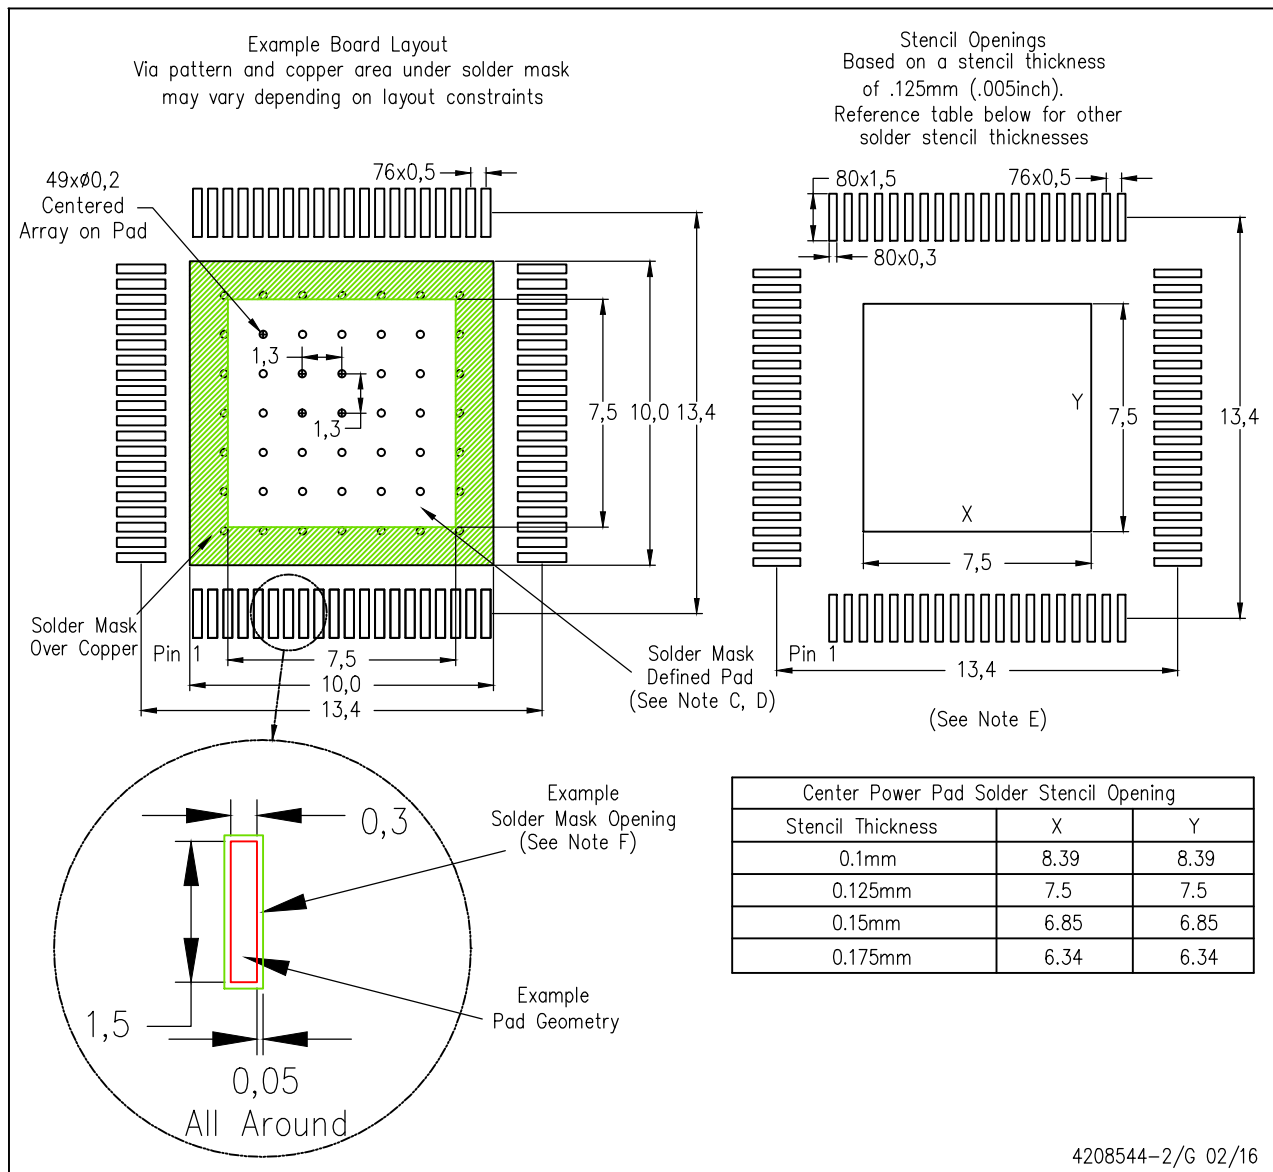 Example Board Layout
Via pattern and copper area under solder mask
may vary depending on layout constraints
49xø0,2
Centered
Array on Pad
76x0,5
1,3
1,3
7,5
10,0
13,4
Solder Mask
Over Copper
Pin 1
7,5
10,0
13,4
Solder Mask
Defined Pad
(See Note C, D)
Stencil Openings
Based on a stencil thickness
of .125mm (.005inch).
Reference table below for other
solder stencil thicknesses
80x1,5
76x0,5
80x0,3
Y
7,5
13,4
X
7,5
Pin 1
13,4
(See Note E)
0,3
Example
Solder Mask Opening
(See Note F)
1,5
Example
Pad Geometry
0,05
All Around
Center Power Pad Solder Stencil Opening
Stencil Thickness X Y
0.1mm 8.39 8.39
0.125mm 7.5 7.5
0.15mm 6.85 6.85
0.175mm 6.34 6.34
4208544-2/G 02/16